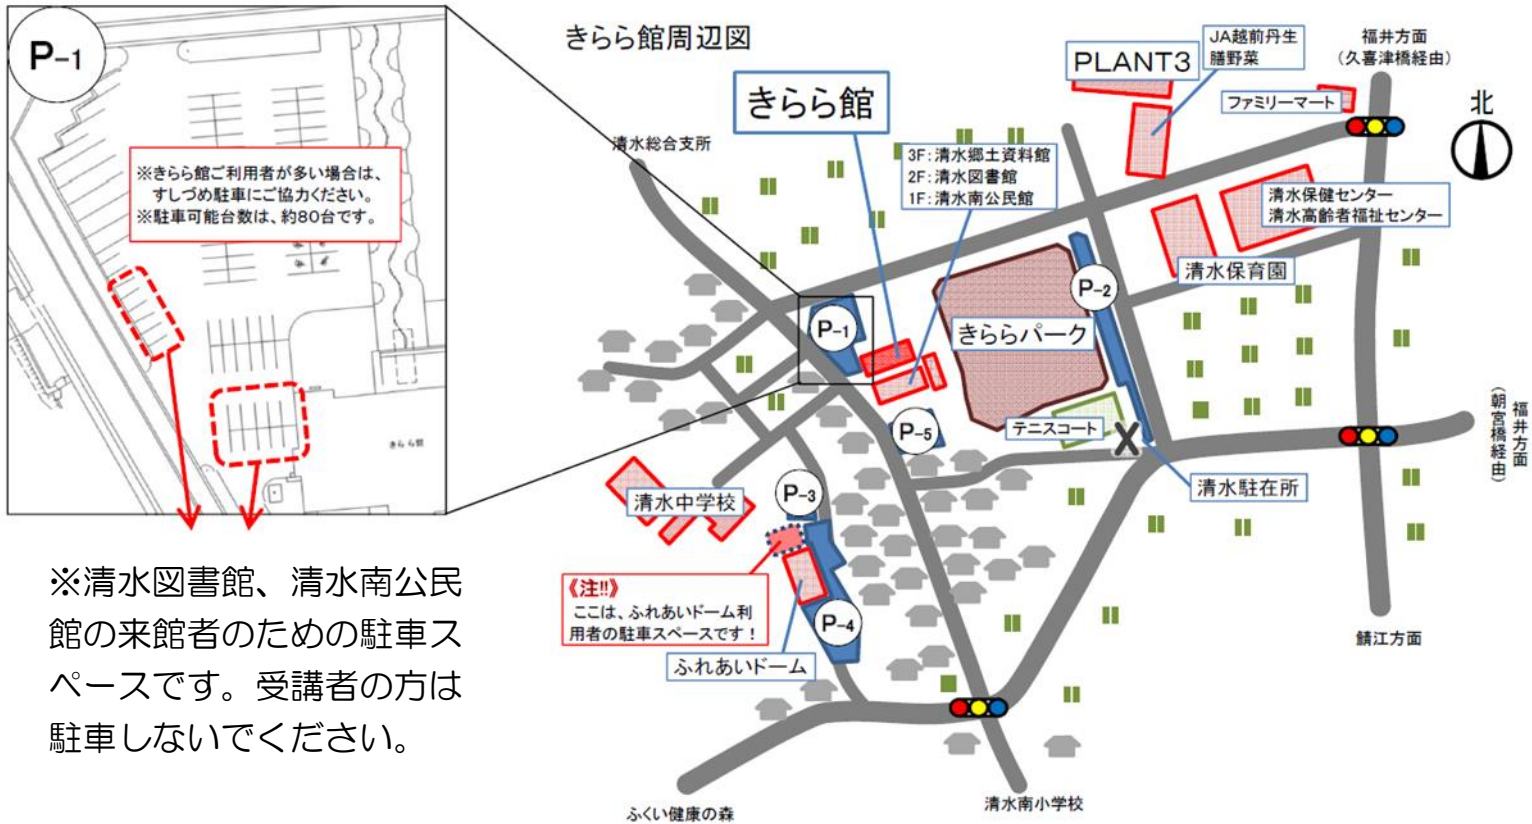 P-1
※きらら館ご利用者が多い場合は、
すしづめ駐車にご協力ください。
※駐車可能台数は、約80台です。
きらら館
※清水図書館、清水南公民
館の来館者のための駐車ス
ペースです。受講者の方は
駐車しないでください。
きらら館周辺図
きらら館
PLANT3
JA越前丹生
膳野菜
福井方面
(久喜津橋経由)
ファミリーマート
北
清水総合支所
3F:清水郷土資料館
2F:清水図書館
1F:清水南公民館
清水保健センター
清水高齢者福祉センター
清水保育園
P-2
P-1
きららパーク
テニスコート
P-5
福井方面
(朝宮橋経由)
清水駐在所
清水中学校
P-3
《注!!》
ここは、ふれあいドーム利
用者の駐車スペースです!
P-4
ふれあいドーム
鯖江方面
ふくい健康の森
清水南小学校